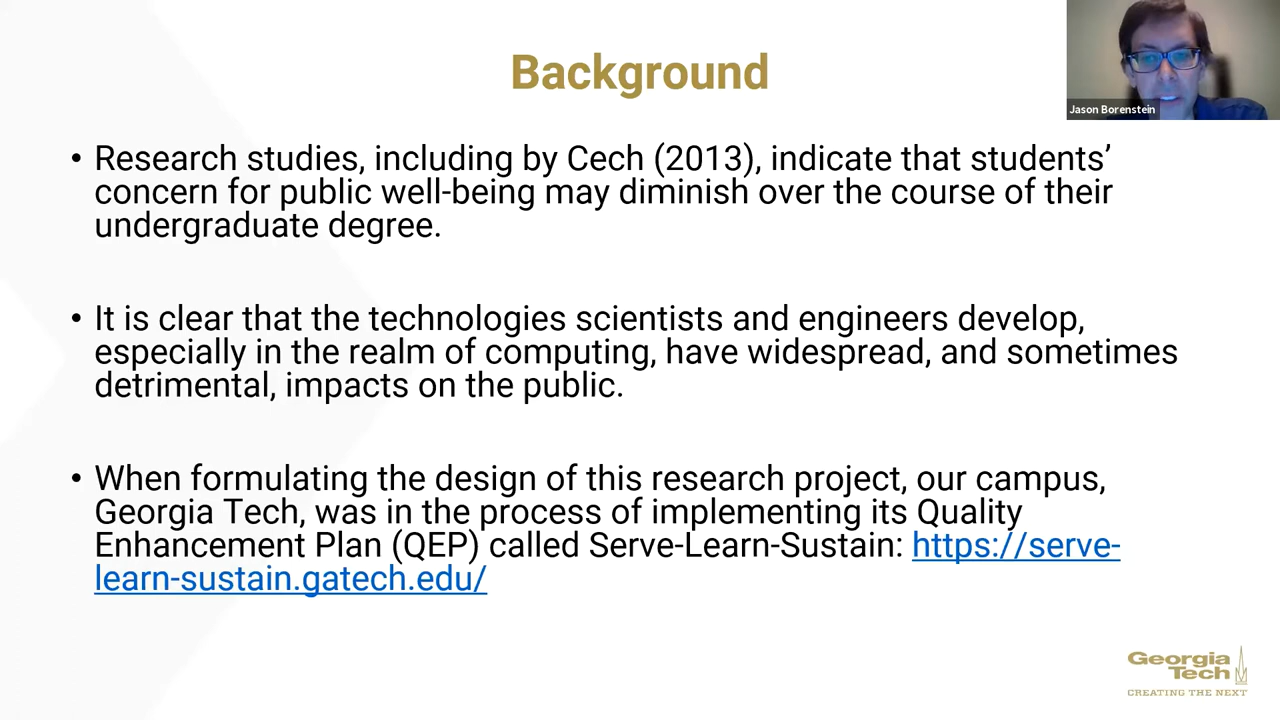 Background
Jason Borenstein
• Research studies, including by Cech (2013), indicate that students’
concern for public well-being may diminish over the course of their
undergraduate degree.
• It is clear that the technologies scientists and engineers develop,
especially in the realm of computing, have widespread, and sometimes
detrimental, impacts on the public.
• When formulating the design of this research project, our campus,
Georgia Tech, was in the process of implementing its Quality
Enhancement Plan (QEP) called Serve-Learn-Sustain: https://serve-
learn-sustain.gatech.edu/
Georgia
Tech
CREATING THE NEXT